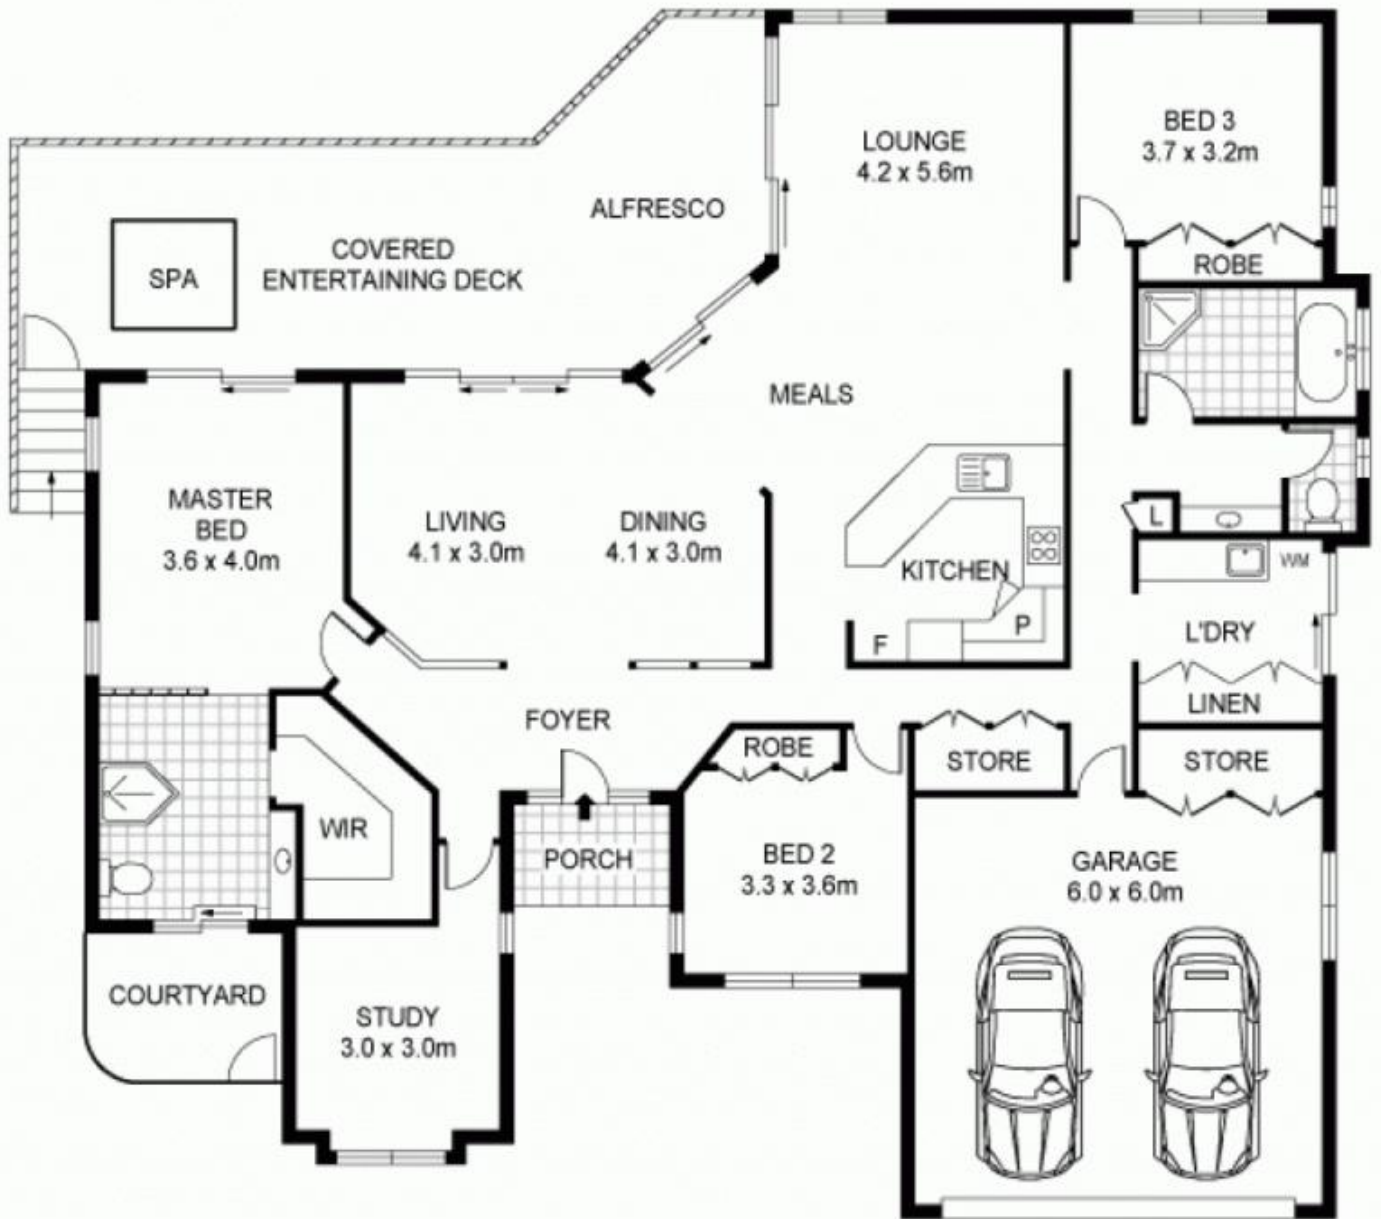 BED 3
3.7 x 3.2m
LOUNGE
4.2 x 5.6m
ALFRESCO
COVERED
ENTERTAINING DECK
SPA
ROBE
MEALS
MASTER
BED
3.6 x 4.0m
LIVING
4.1 x 3.0m
DINING
4.1 x 3.0m
L
KITCHEN
WM
F
P
L'DRY
LINEN
FOYER
ROBE
STORE
STORE
WIR
PORCH
BED 2
3.3 x 3.6m
GARAGE
6.0 x 6.0m
COURTYARD
STUDY
3.0 x 3.0m